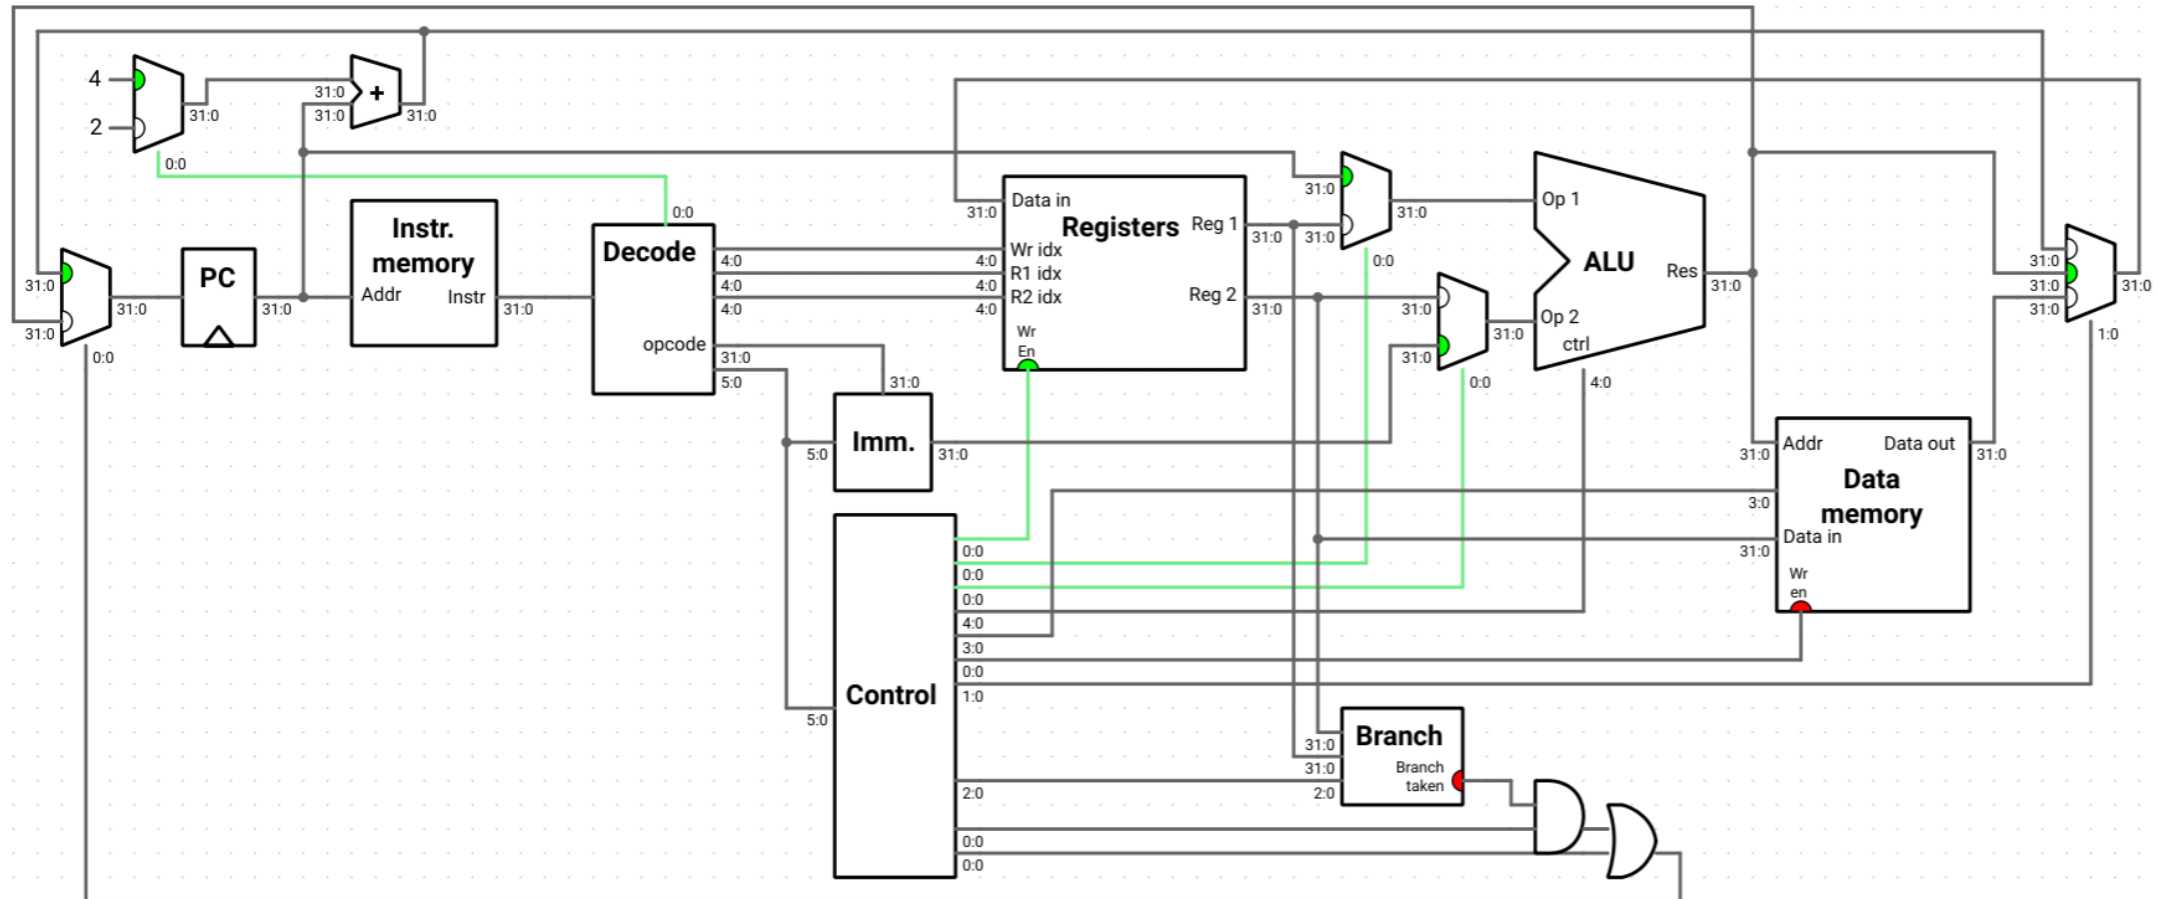 4
31:0
+
31:0
31:0
31:0
2
0:0
31:0
Instr.
memory
Addr
Instr
31:0
0:0
Decode
4:0
4:0
4:0
opcode
31:0
5:0
Data in
31:0
Registers
Reg 1
31:0
31:0
Wr idx
4:0
R1 idx
4:0
R2 idx
4:0
Reg 2
31:0
Wr
En
31:0
31:0
0:0
31:0
31:0
31:0
0:0
Op 1
ALU
Res
31:0
Op 2
ctrl
4:0
31:0
31:0
31:0
31:0
1:0
31:0
PC
31:0
31:0
31:0
0:0
31:0
5:0
Imm.
31:0
31:0
Addr
Data out
31:0
Data
memory
3:0
Data in
31:0
Wr
en
0:0
0:0
0:0
4:0
3:0
0:0
1:0
Control
5:0
2:0
0:0
0:0
Branch
31:0
31:0
Branch
taken
2:0